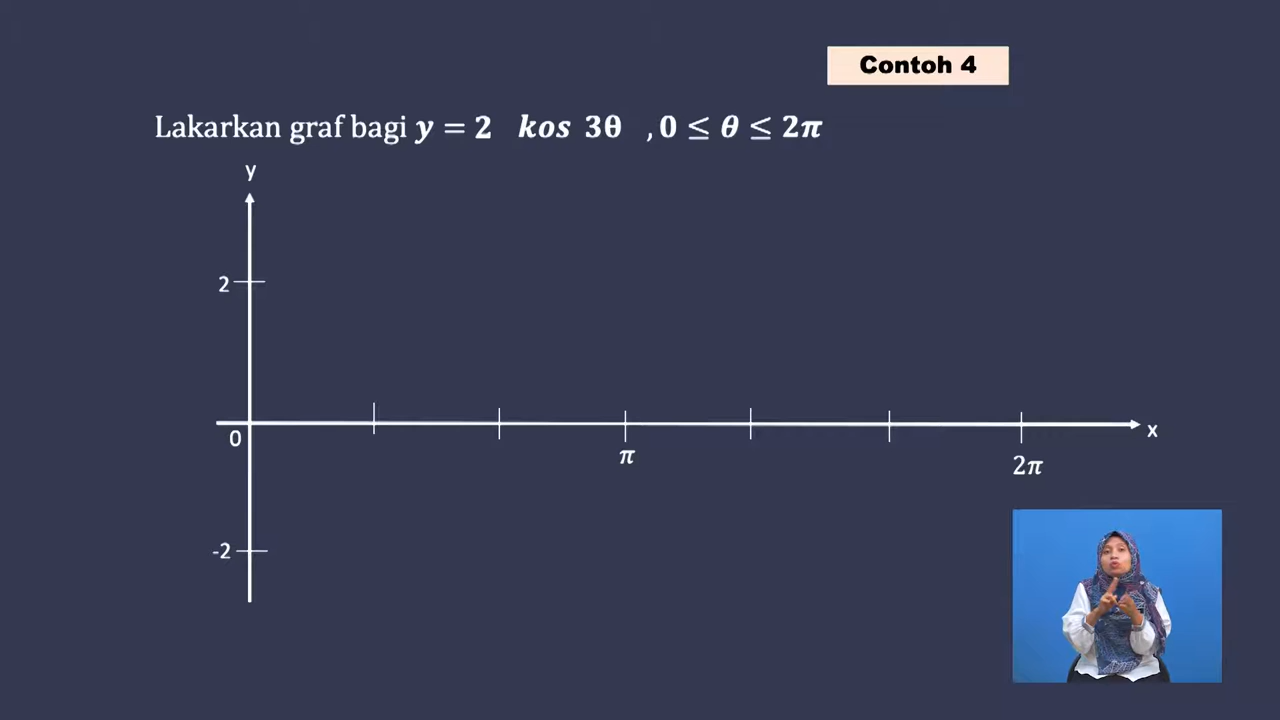 Contoh 4
Lakarkan graf bagi y = 2 kos 3θ , 0 ≤ θ ≤ 2π
y
2
0
π
2π
x
-2